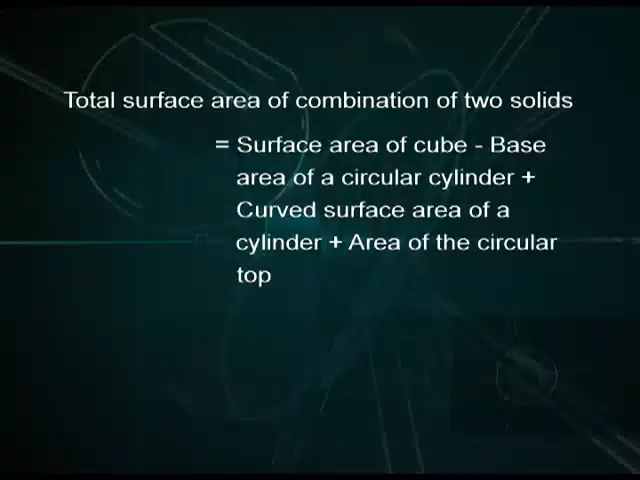 Total surface area of combination of two solids
= Surface area of cube - Base
area of a circular cylinder +
Curved surface area of a
cylinder + Area of the circular
top